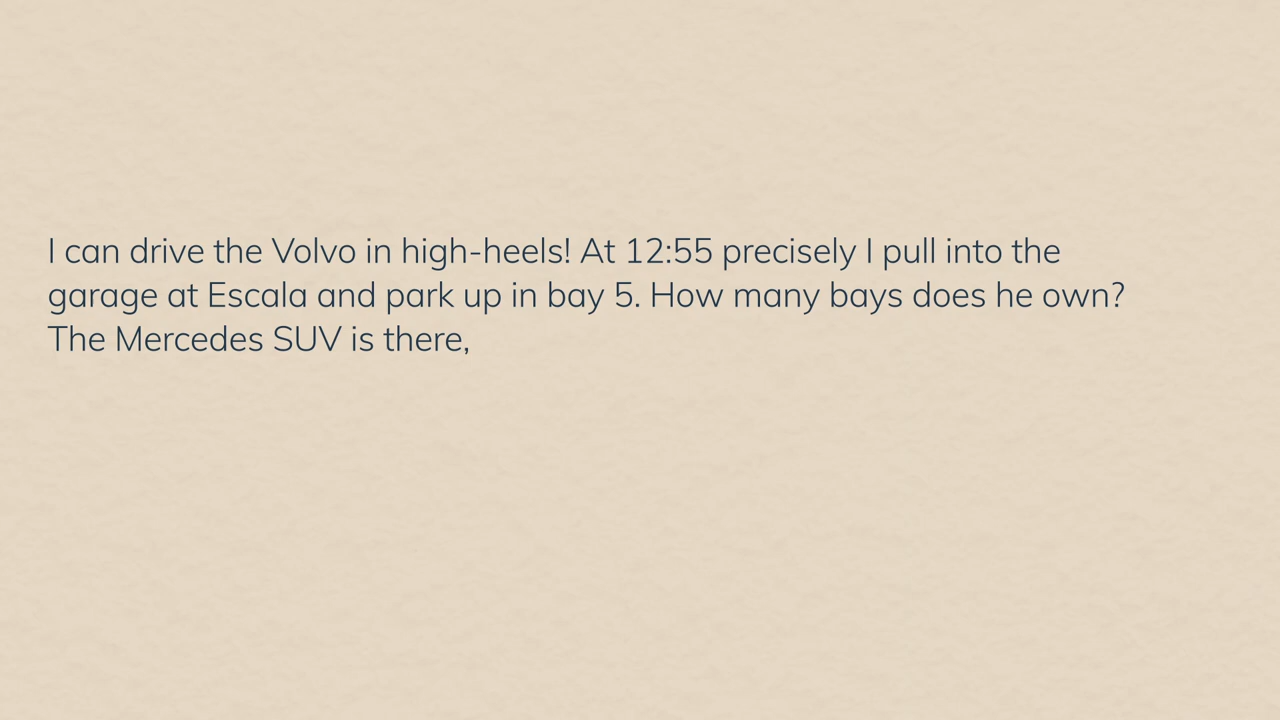 I can drive the Volvo in high-heels! At 12:55 precisely I pull into the
garage at Escala and park up in bay 5. How many bays does he own?
The Mercedes SUV is there,